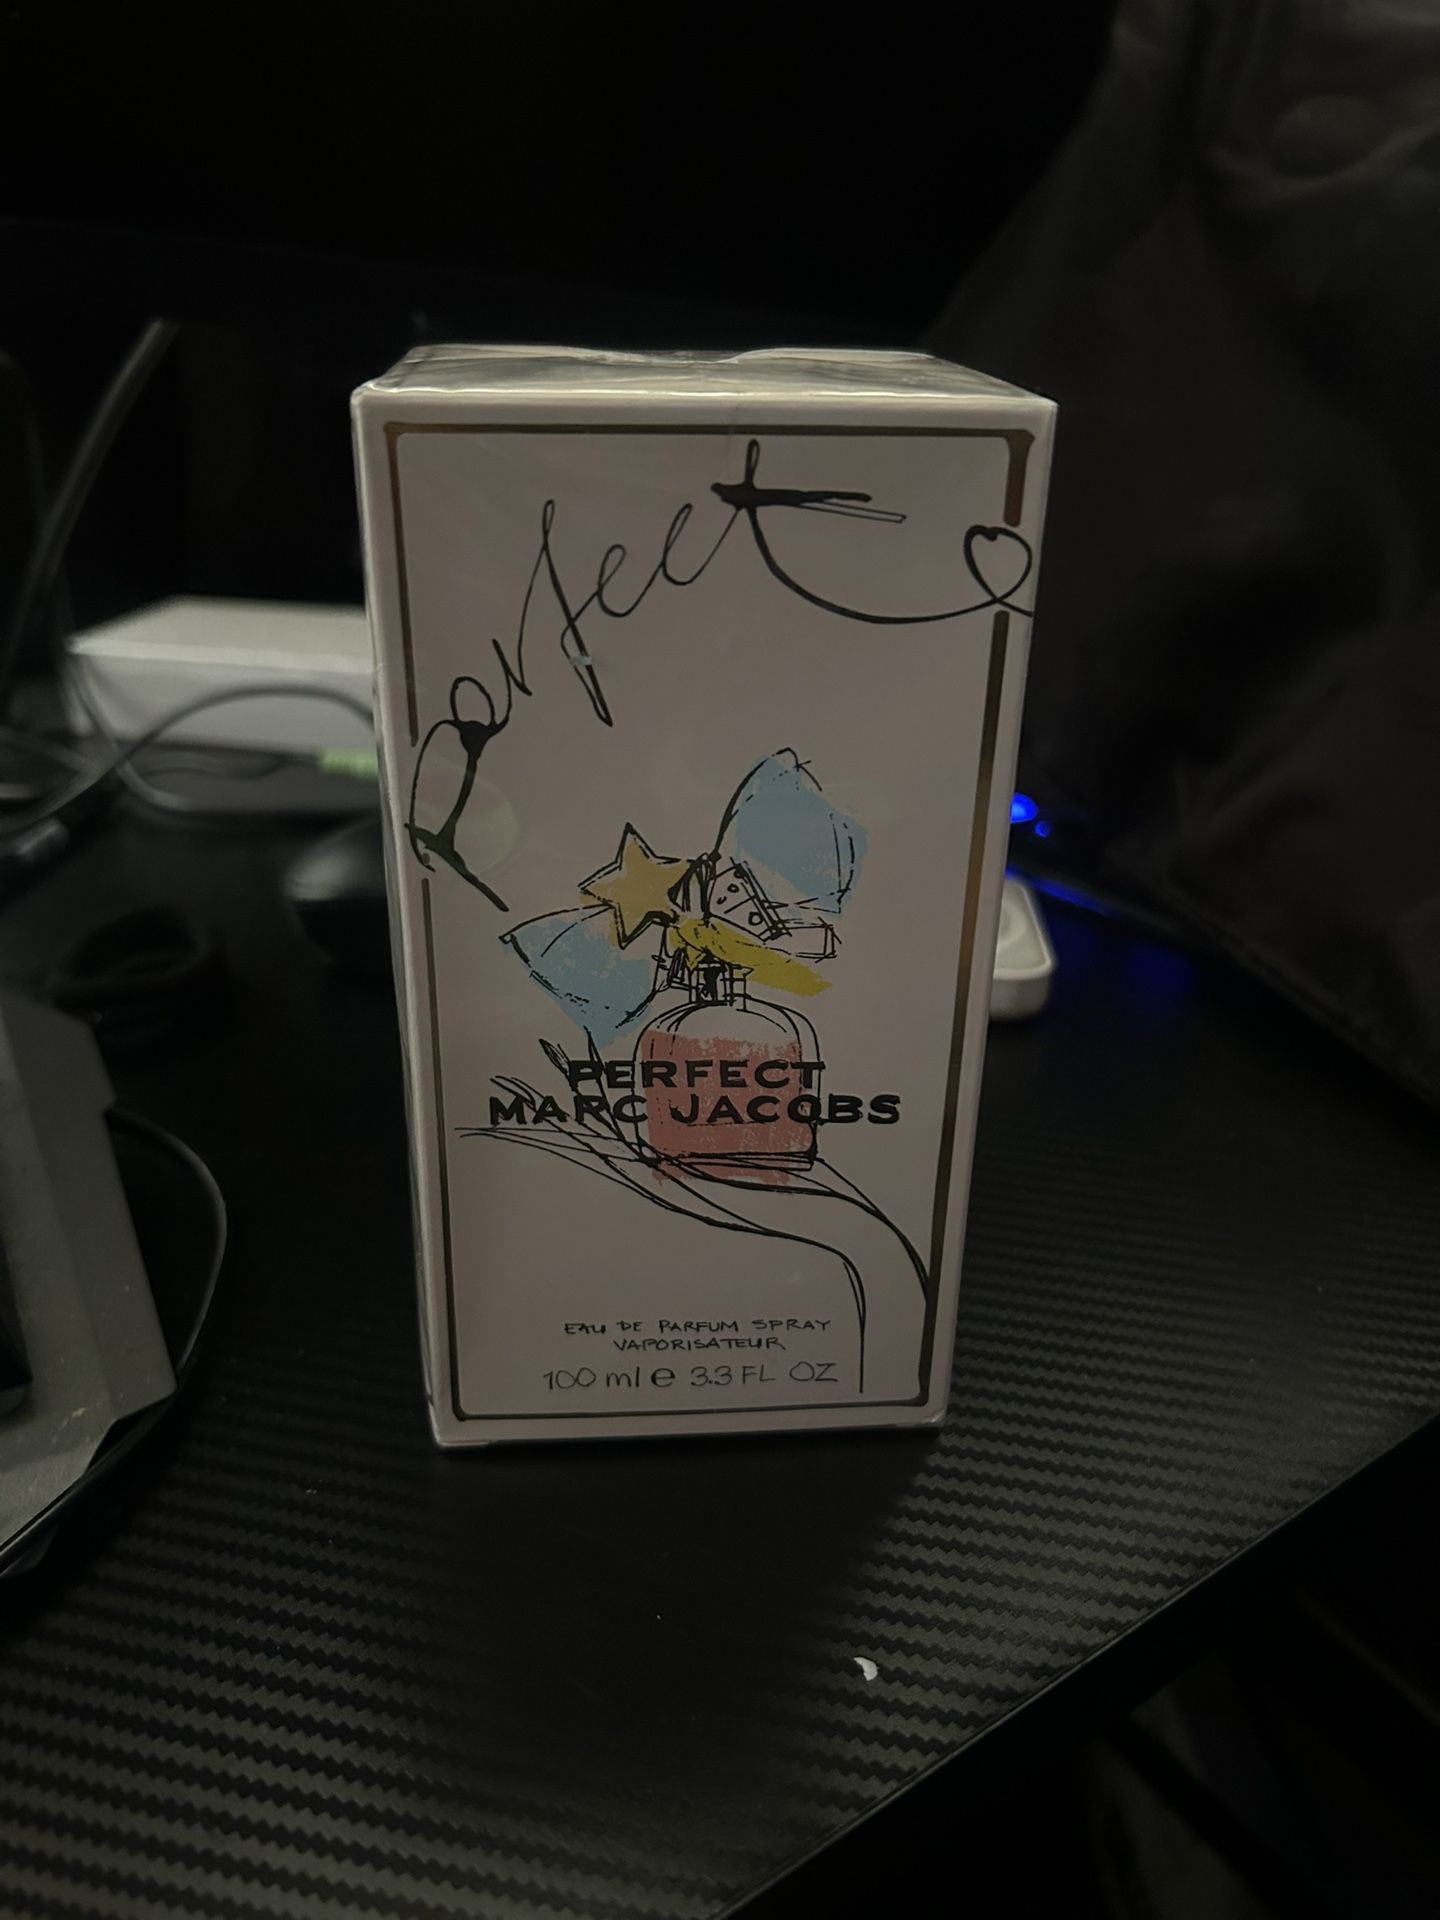 perfect
PERFECT
MARC JACOBS
EAU DE PARFUM SPRAY
VAPORISATEUR
100 ml e 3.3 FL OZ